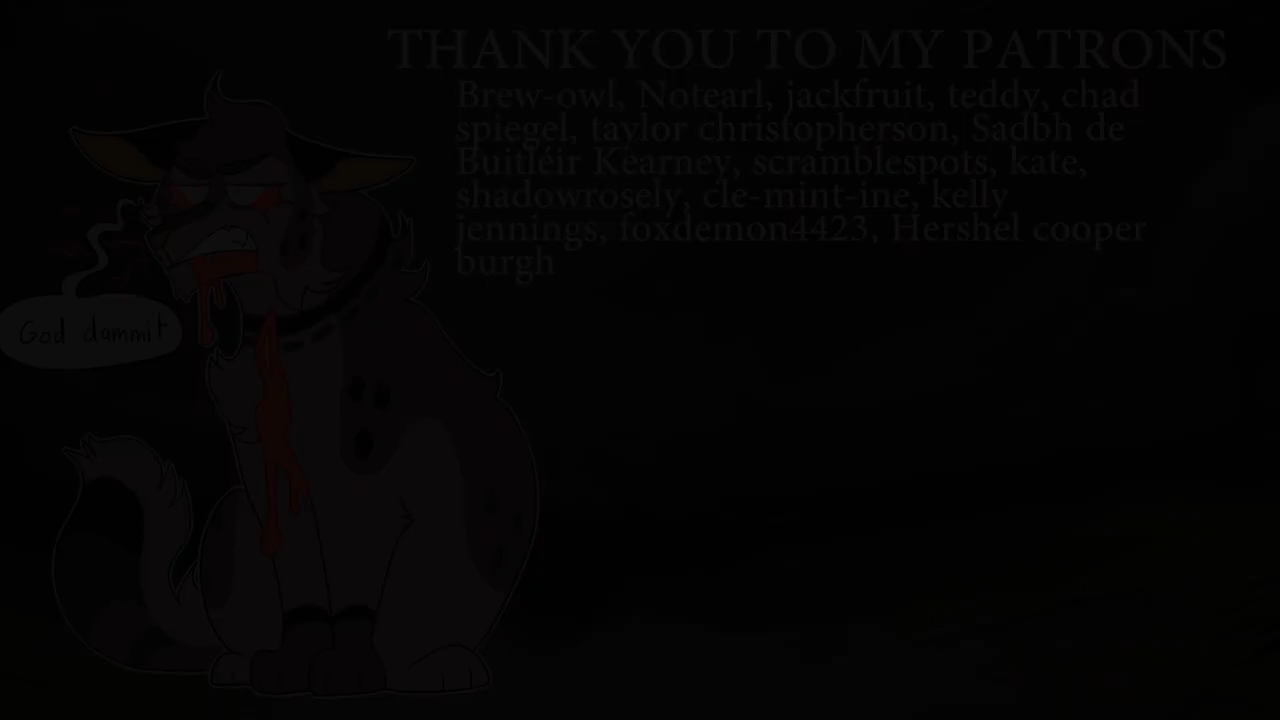 THANK YOU TO MY PATRONS
Brew-owl, Notearl, jackfruit, teddy, chad
spiegel, taylor christopherson, Sadbh de
Buitléir Kearney, scramblespots, kate,
shadowrosely, cle-mint-ine, kelly
jennings, foxdemon4423, Hershel cooper
burgh
God dammit